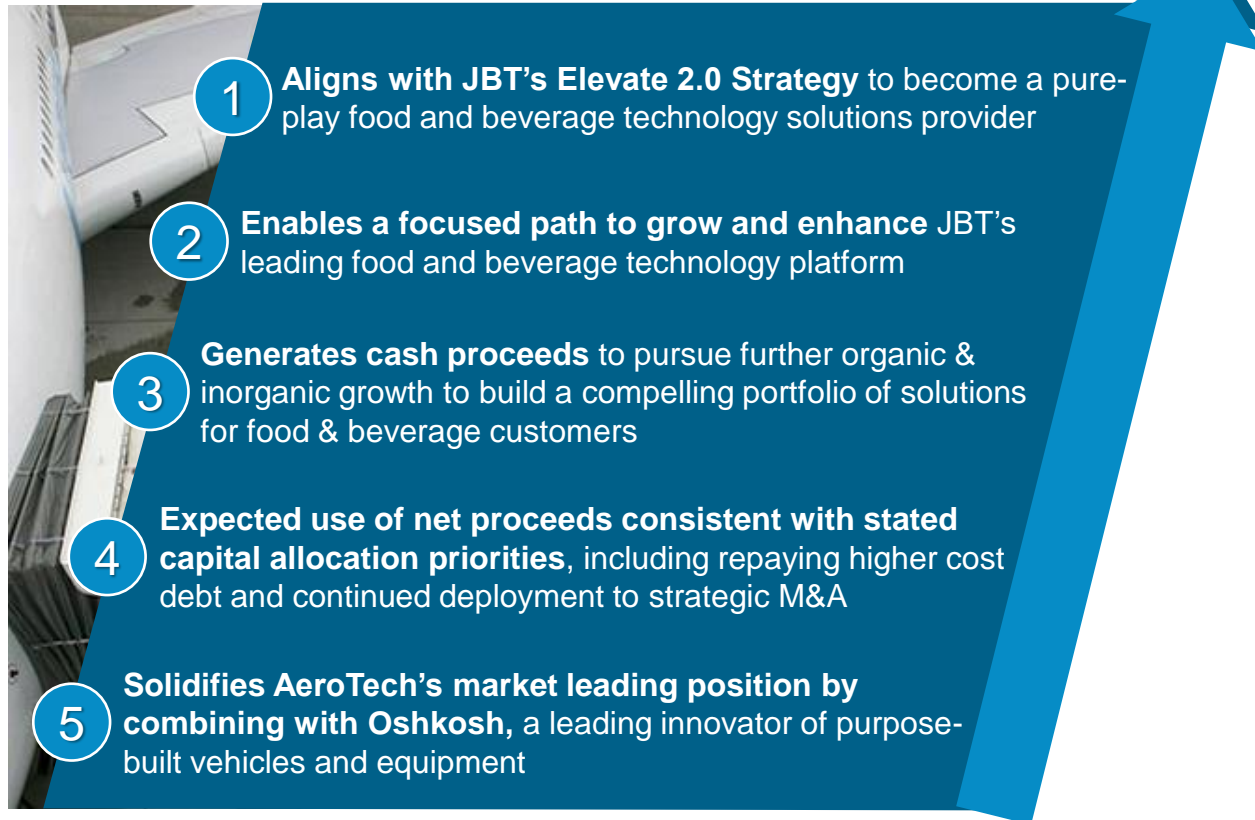 1
Aligns with JBT's Elevate 2.0 Strategy to become a pure-
play food and beverage technology solutions provider
2
Enables a focused path to grow and enhance JBT's
leading food and beverage technology platform
3
Generates cash proceeds to pursue further organic &
inorganic growth to build a compelling portfolio of solutions
for food & beverage customers
4
Expected use of net proceeds consistent with stated
capital allocation priorities, including repaying higher cost
debt and continued deployment to strategic M&A
5
Solidifies AeroTech's market leading position by
combining with Oshkosh, a leading innovator of purpose-
built vehicles and equipment